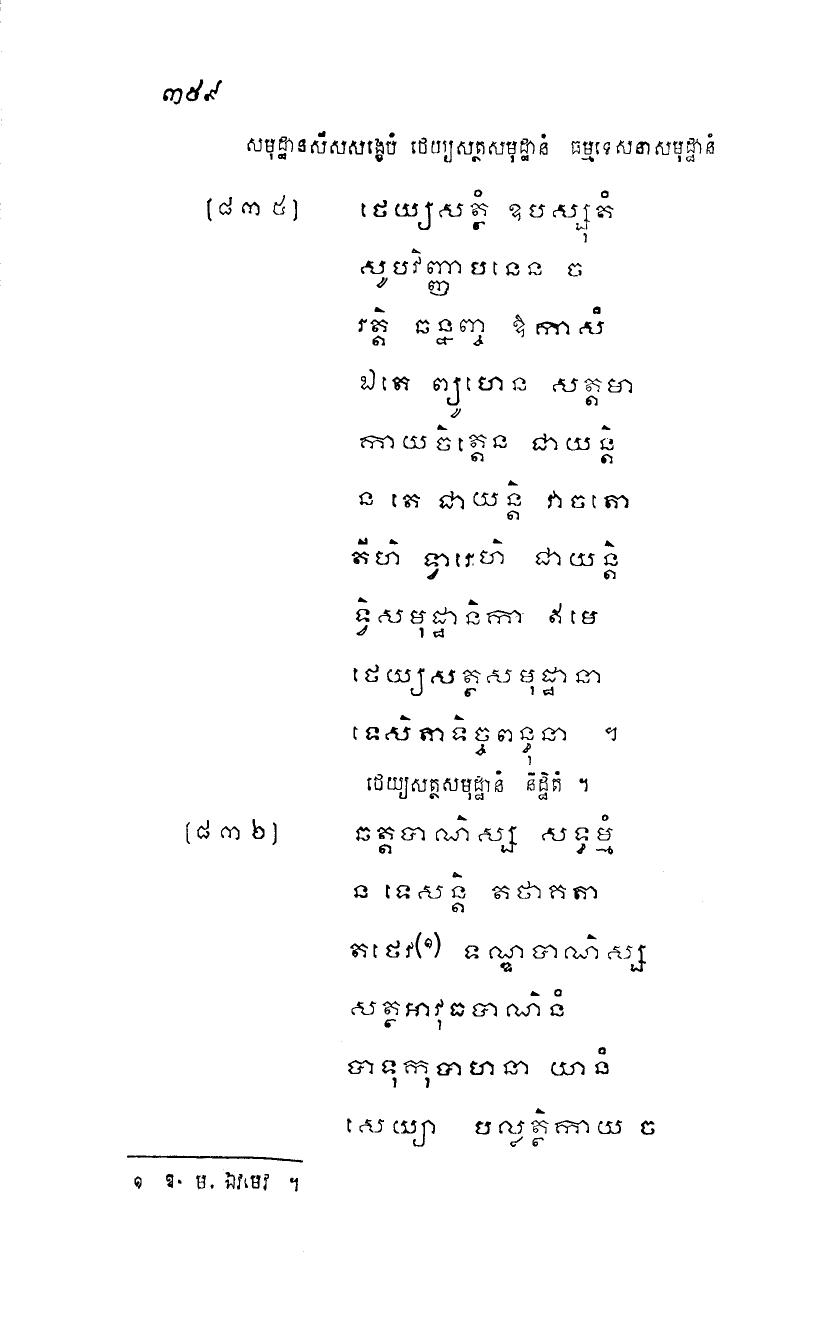 ៣៥៩
សមុដ្ឋានសីសសង្ខេបំ ថេយ្យសត្ថសមុដ្ឋានំ ធម្មទេសនាសមុដ្ឋានំ
[៨៣៥] ថេយ្យសត្ថំ ឧបស្សុតំ
សូបវិញ្ញាបនេន ច
រត្តិ ឆន្នញ្ច ឱកាសំ
ឯតេ ព្យូហេន សត្តមា
កាយចិត្តេន ជាយន្តិ
ន តេ ជាយន្តិ វាចតោ
តីហិ ទ្វារេហិ ជាយន្តិ
ទ្វិសមុដ្ឋានិកា ឥមេ
ថេយ្យសត្ថសមុដ្ឋានា
ទេសិតាទិច្ចពន្ធុនា ។
ថេយ្យសត្ថសមុដ្ឋានំ និដ្ឋិតំ ។
[៨៣៦] ឆត្តបាណិស្ស សទ្ធម្មំ
ន ទេសន្តិ តថាគតា
តថេវ(១) ទណ្ឌបាណិស្ស
សត្ថអាវុធបាណិនំ
បាទុកុបាហនា យានំ
សេយ្យា បល្លត្ថិកាយ ច
១ ឱ. ម. ឯវមេវ ។